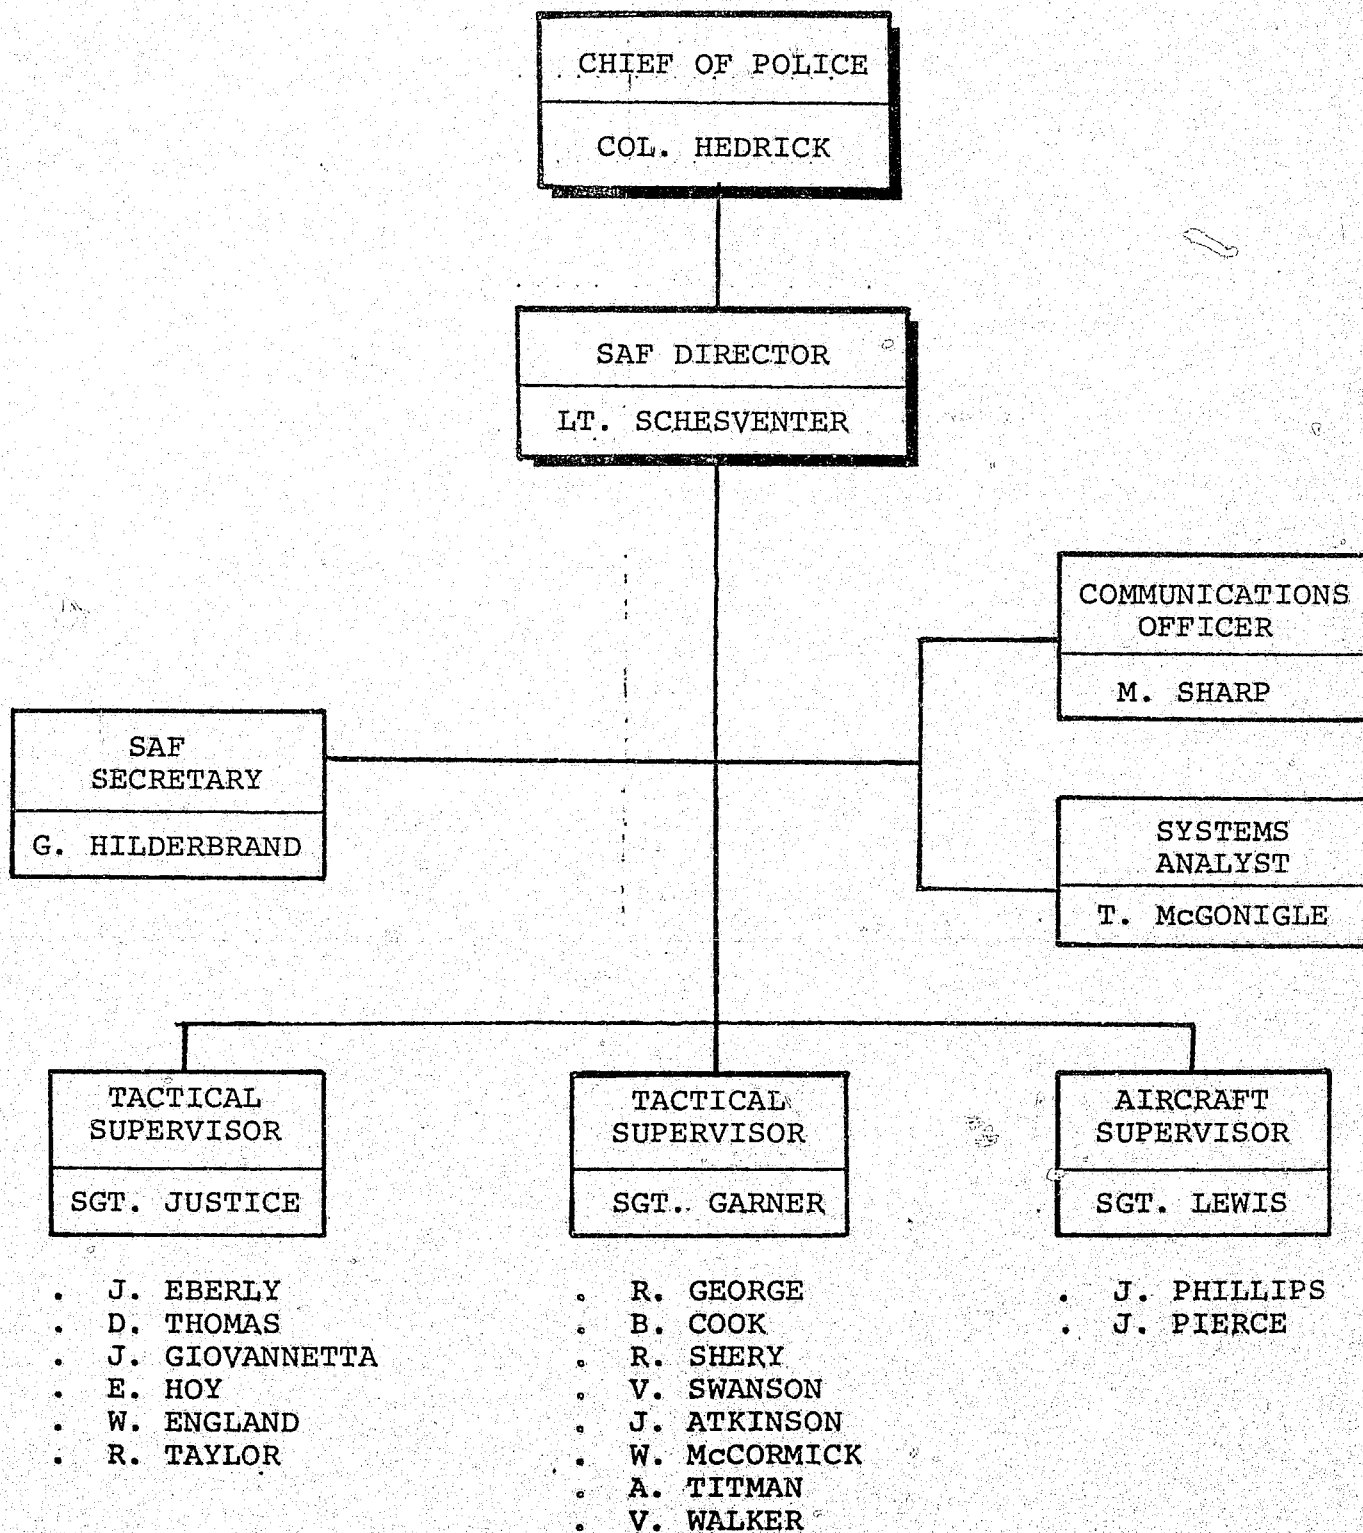 CHIEF OF POLICE
COL. HEDRICK
SAF DIRECTOR
LT. SCHESVENTER
COMMUNICATIONS
OFFICER
M. SHARP
SAF
SECRETARY
G. HILDERBRAND
SYSTEMS
ANALYST
T. McGONIGLE
TACTICAL
SUPERVISOR
SGT. JUSTICE
. J. EBERLY
. D. THOMAS
. J. GIOVANNETTA
. E. HOY
. W. ENGLAND
. R. TAYLOR
TACTICAL
SUPERVISOR
SGT. GARNER
. R. GEORGE
. B. COOK
. R. SHERY
. V. SWANSON
. J. ATKINSON
. W. McCORMICK
. A. TITMAN
. V. WALKER
AIRCRAFT
SUPERVISOR
SGT. LEWIS
. J. PHILLIPS
. J. PIERCE